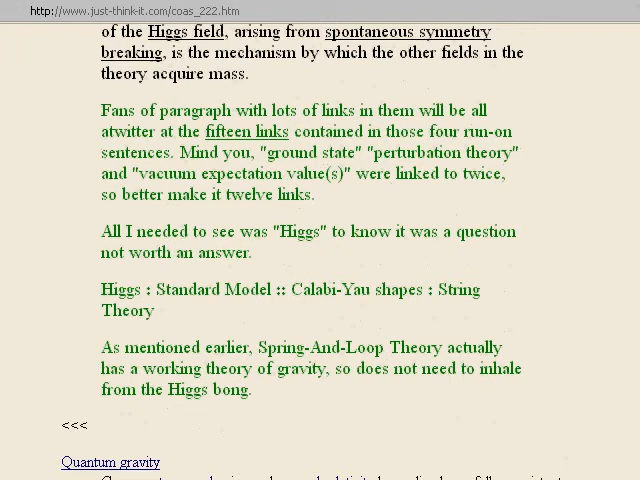 http://www.just-think-it.com/coas_222.htm
of the Higgs field, arising from spontaneous symmetry
breaking, is the mechanism by which the other fields in the
theory acquire mass.
Fans of paragraph with lots of links in them will be all
atwitter at the fifteen links contained in those four run-on
sentences. Mind you, "ground state" "perturbation theory"
and "vacuum expectation value(s)" were linked to twice,
so better make it twelve links.
All I needed to see was "Higgs" to know it was a question
not worth an answer.
Higgs : Standard Model :: Calabi-Yau shapes : String
Theory
As mentioned earlier, Spring-And-Loop Theory actually
has a working theory of gravity, so does not need to inhale
from the Higgs bong.
<<<
Quantum gravity